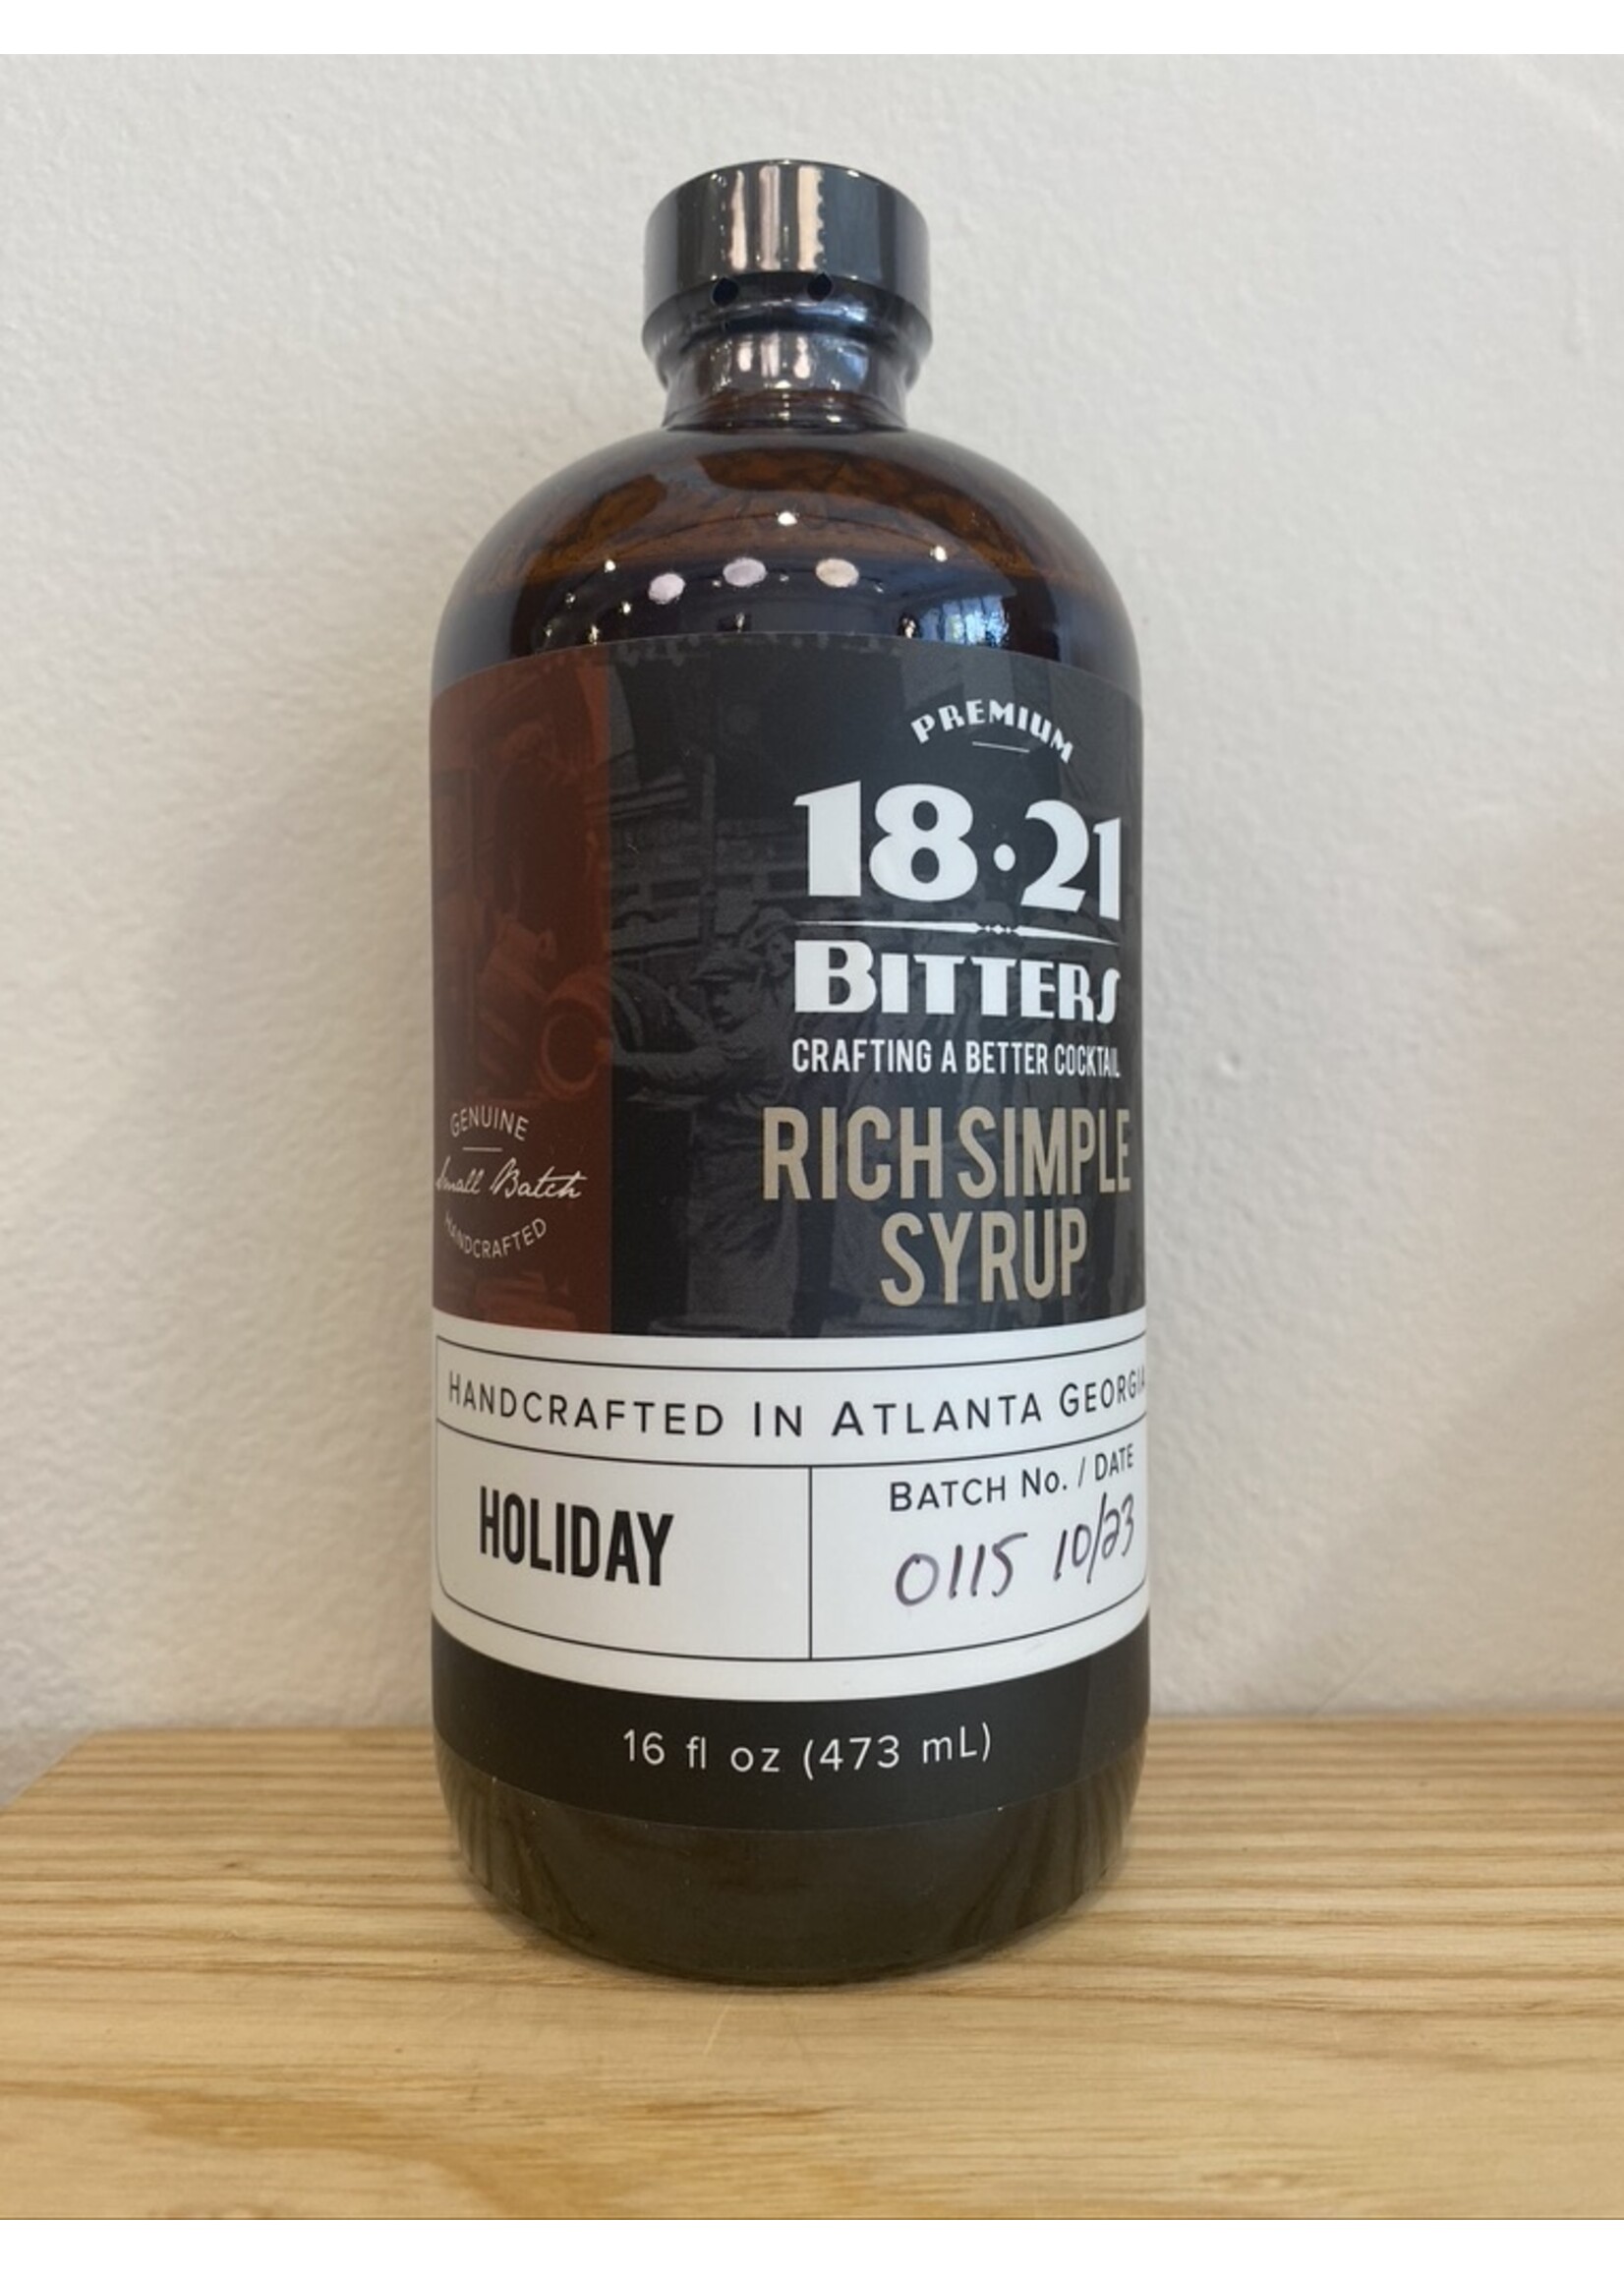 PREMIUM
18·21
BITTERS
CRAFTING A BETTER COCKTAIL
RICH SIMPLE
SYRUP
GENUINE
Small Batch
HANDCRAFTED
HANDCRAFTED IN ATLANTA GEORGIA
HOLIDAY
BATCH No. / DATE
0115 10/23
16 fl oz (473 mL)